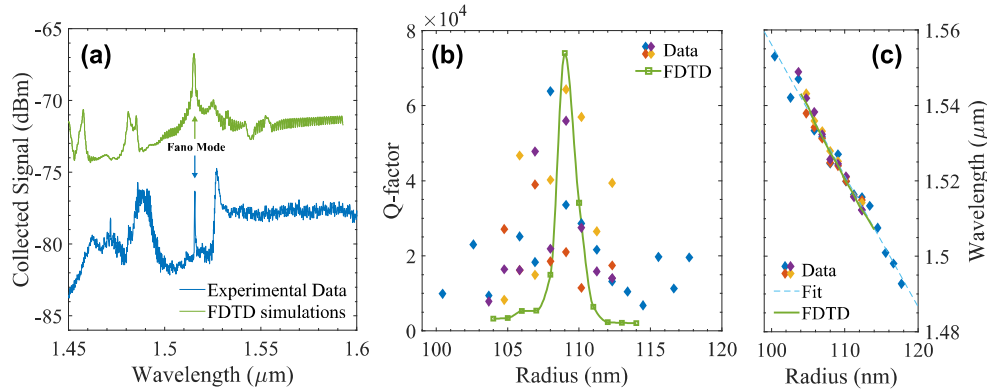 (a)
Collected Signal (dBm)
-65
-70
-75
-80
-85
Fano Mode
Experimental Data
FDTD simulations
1.45
1.5
1.55
1.6
Wavelength (μm)
× 10⁴
(b)
Data
FDTD
Q-factor
8
6
4
2
0
100
105
110
115
120
Radius (nm)
(c)
Data
Fit
FDTD
1.56
1.54
1.52
1.5
1.48
Wavelength (μm)
100
110
120
Radius (nm)